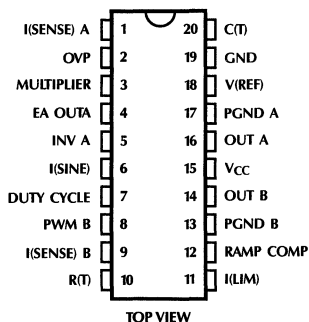 I(SENSE) A 1 20 C(T)
OVP 2 19 GND
MULTIPLIER 3 18 V(REF)
EA OUTA 4 17 PGND A
INV A 5 16 OUT A
I(SINE) 6 15 VCC
DUTY CYCLE 7 14 OUT B
PWM B 8 13 PGND B
I(SENSE) B 9 12 RAMP COMP
R(T) 10 11 I(LIM)
TOP VIEW